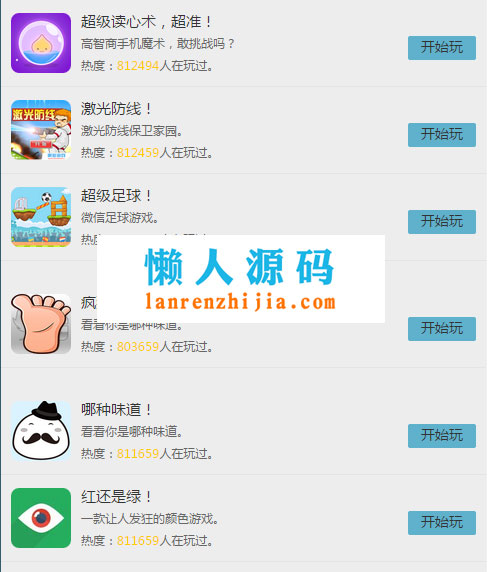 超级读心术，超准！
高智商手机魔术，敢挑战吗？
热度：812494人在玩过。
开始玩
激光防线
激光防线！
激光防线保卫家园。
热度：812459人在玩过。
开始玩
超级足球！
微信足球游戏。
热度：
开始玩
懒人源码
lanrenzhijia.com
疯
看看你是哪种味道。
热度：803659人在玩过。
开始玩
哪种味道！
看看你是哪种味道。
热度：811659人在玩过。
开始玩
红还是绿！
一款让人发狂的颜色游戏。
热度：811659人在玩过。
开始玩